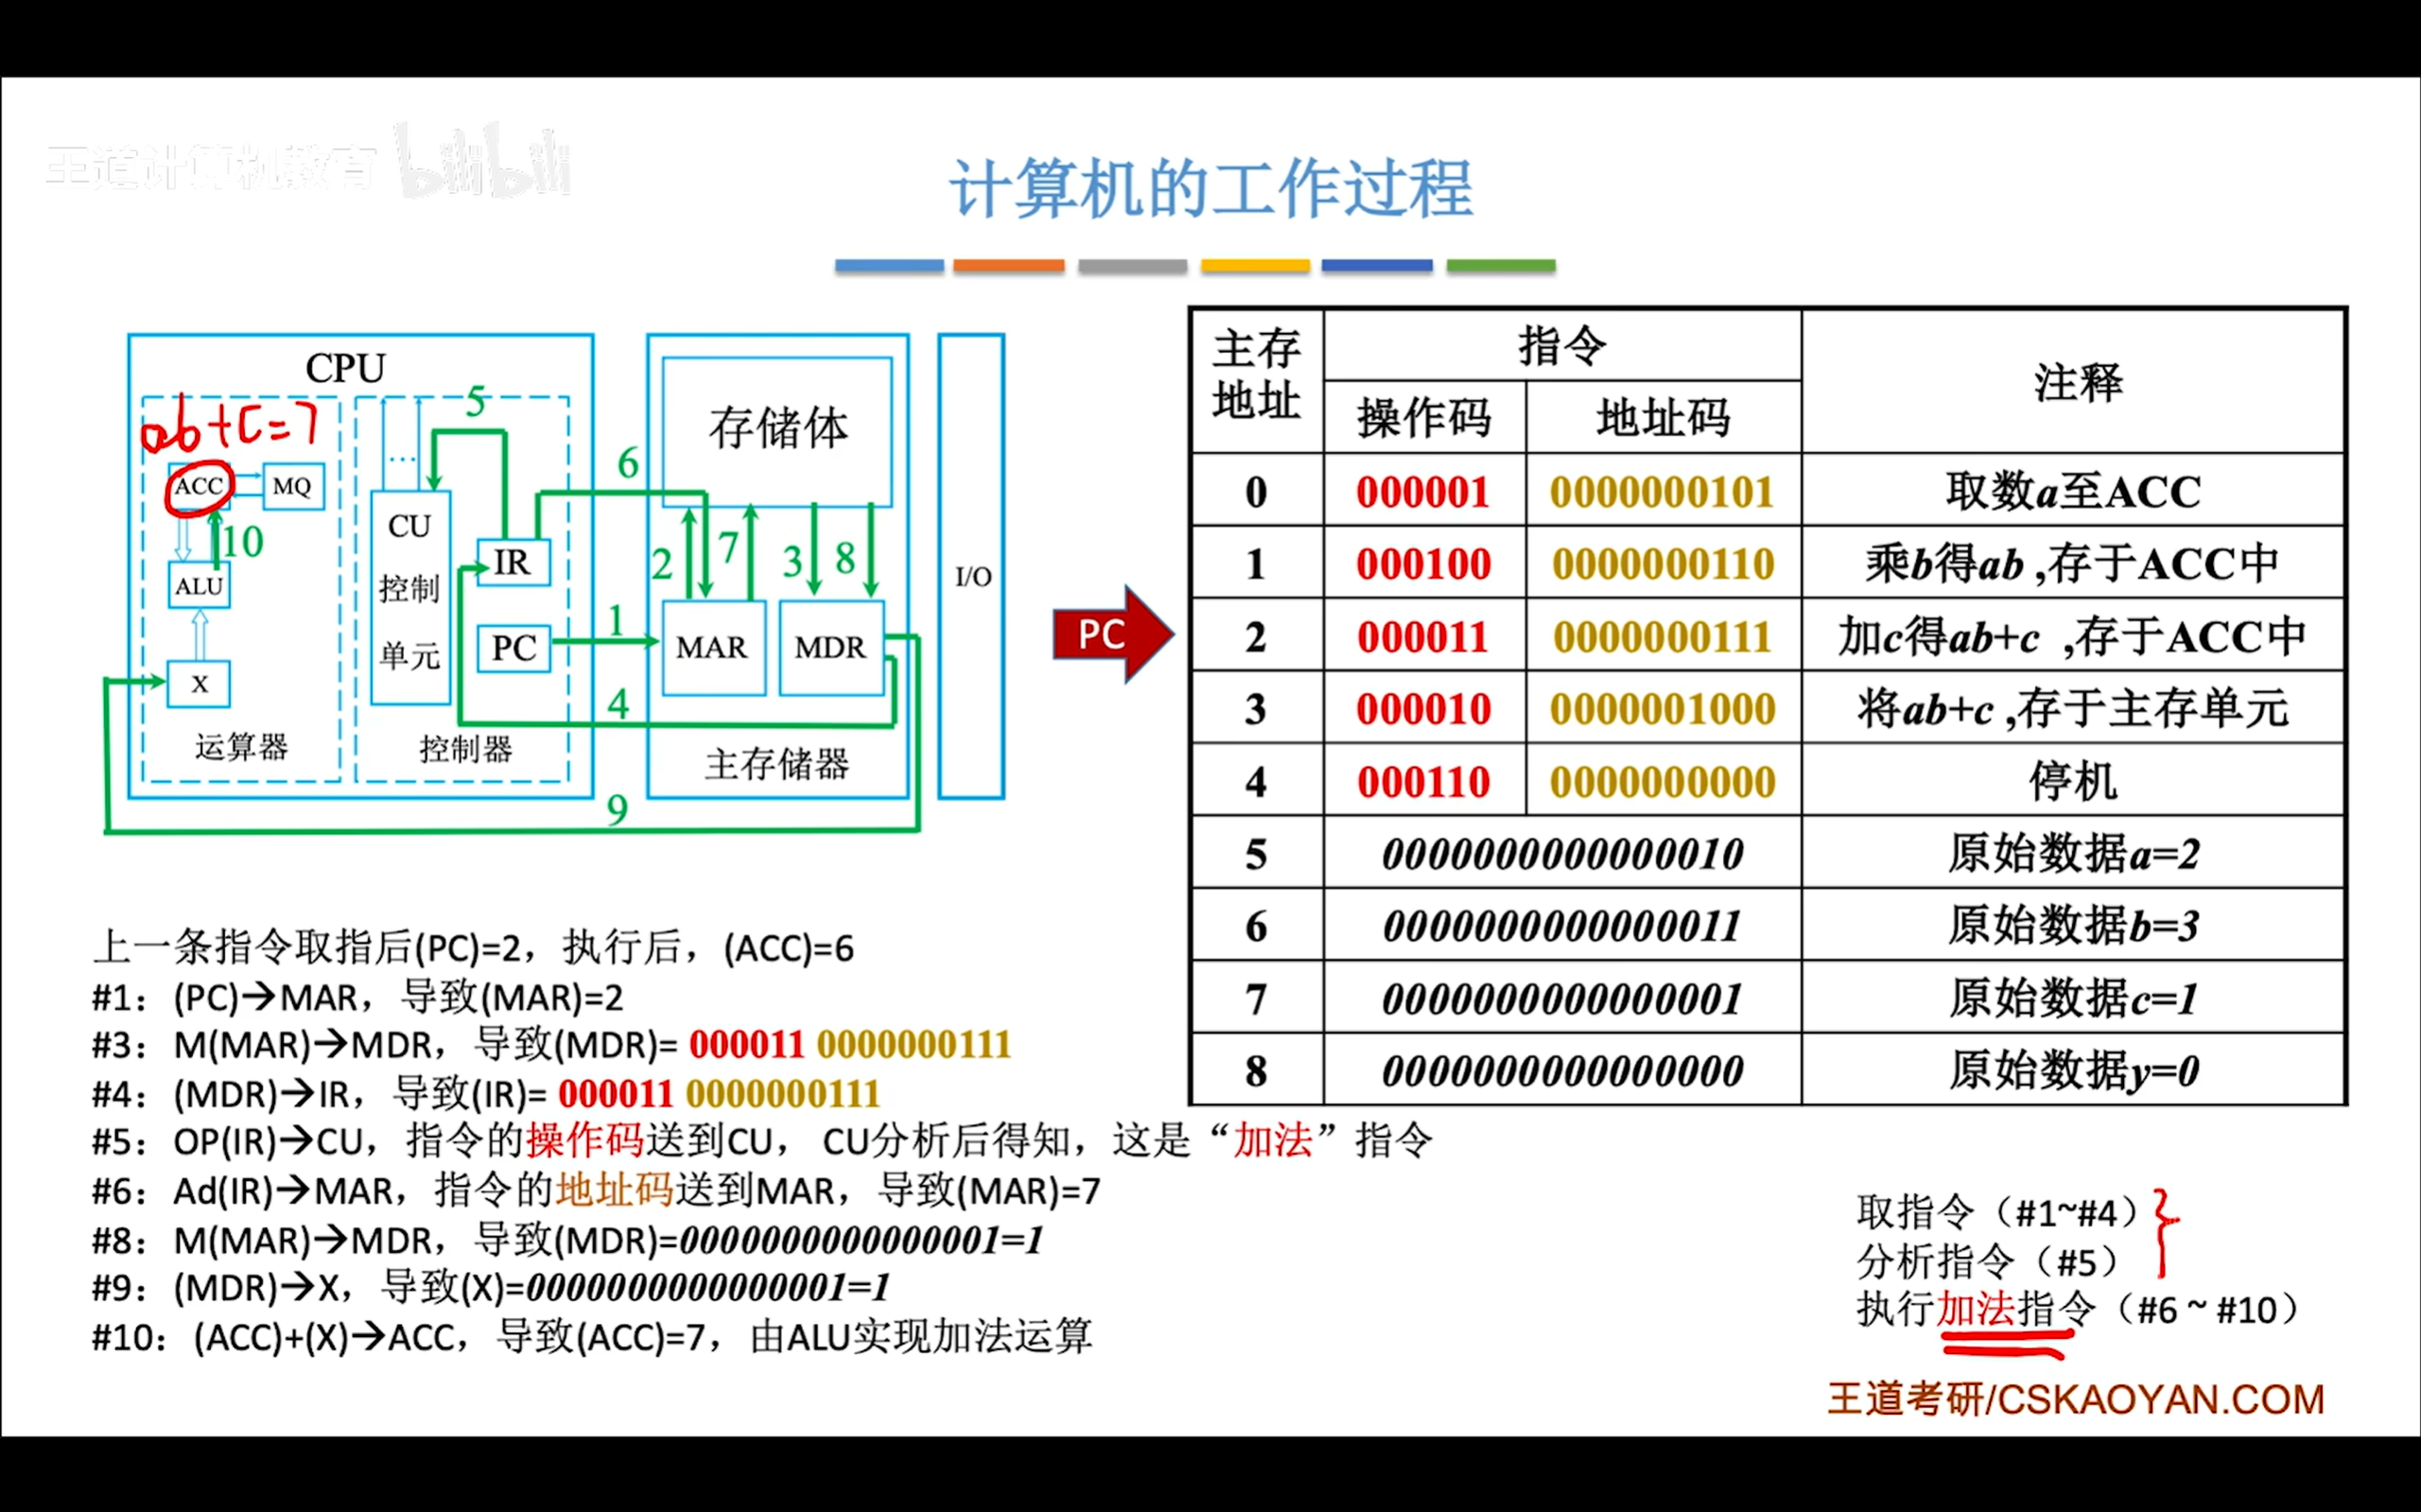 王道计算机教育 bilibili
计算机的工作过程
CPU
ab+c=7
ACC
MQ
10
ALU
X
运算器
5
...
CU
控制
单元
IR
PC
控制器
6
1
4
9
存储体
2
7
3
8
MAR
MDR
主存储器
I/O
PC
主存地址 指令 注释
操作码 地址码
0 000001 0000000101 取数a至ACC
1 000100 0000000110 乘b得ab ,存于ACC中
2 000011 0000000111 加c得ab+c ,存于ACC中
3 000010 0000001000 将ab+c ,存于主存单元
4 000110 0000000000 停机
5 0000000000000010 原始数据a=2
6 0000000000000011 原始数据b=3
7 0000000000000001 原始数据c=1
8 0000000000000000 原始数据y=0
上一条指令取指后(PC)=2，执行后，(ACC)=6
#1：(PC)→MAR，导致(MAR)=2
#3：M(MAR)→MDR，导致(MDR)= 000011 0000000111
#4：(MDR)→IR，导致(IR)= 000011 0000000111
#5：OP(IR)→CU，指令的操作码送到CU， CU分析后得知，这是“加法”指令
#6：Ad(IR)→MAR，指令的地址码送到MAR，导致(MAR)=7
#8：M(MAR)→MDR，导致(MDR)=0000000000000001=1
#9：(MDR)→X，导致(X)=0000000000000001=1
#10：(ACC)+(X)→ACC，导致(ACC)=7，由ALU实现加法运算
取指令（#1~#4）
分析指令（#5）
执行加法指令（#6 ~ #10）
王道考研/CSKAOYAN.COM